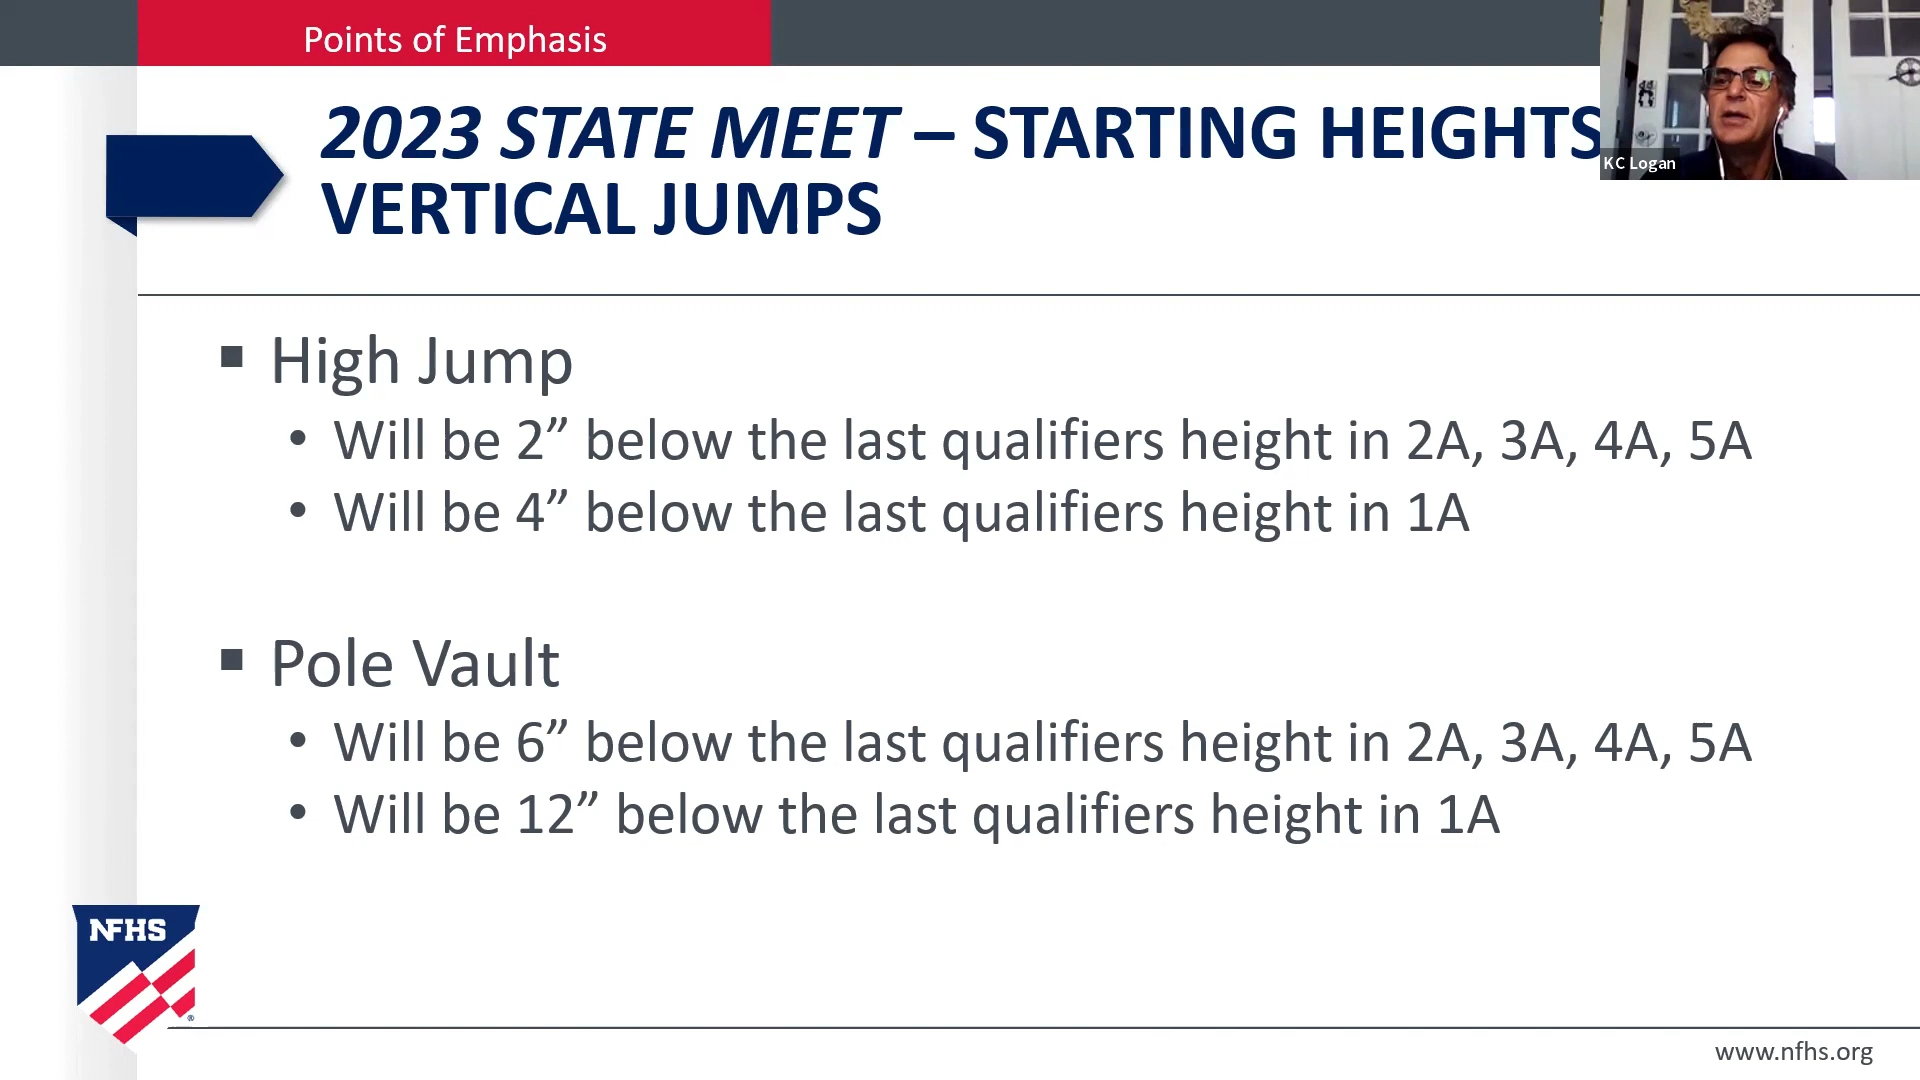 Points of Emphasis
2023 STATE MEET – STARTING HEIGHTS
VERTICAL JUMPS
KC Logan
▪ High Jump
• Will be 2” below the last qualifiers height in 2A, 3A, 4A, 5A
• Will be 4” below the last qualifiers height in 1A
▪ Pole Vault
• Will be 6” below the last qualifiers height in 2A, 3A, 4A, 5A
• Will be 12” below the last qualifiers height in 1A
NFHS
®
www.nfhs.org